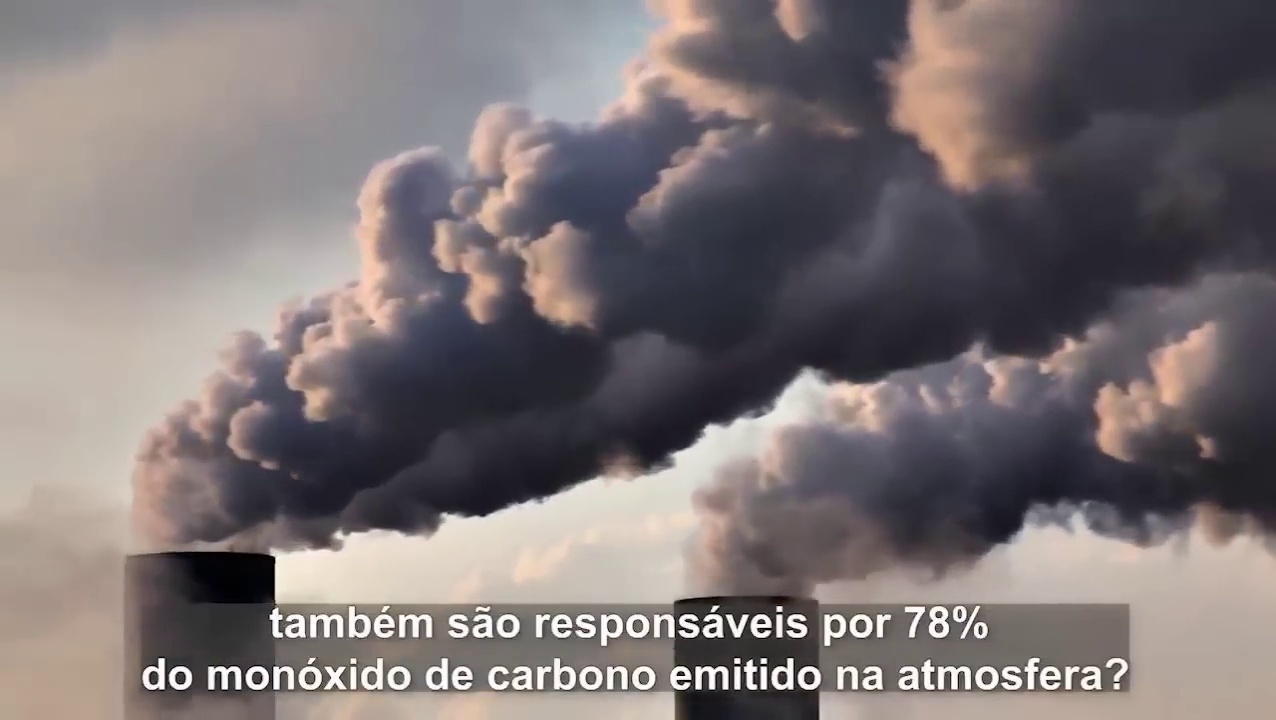 também são responsáveis por 78%
do monóxido de carbono emitido na atmosfera?